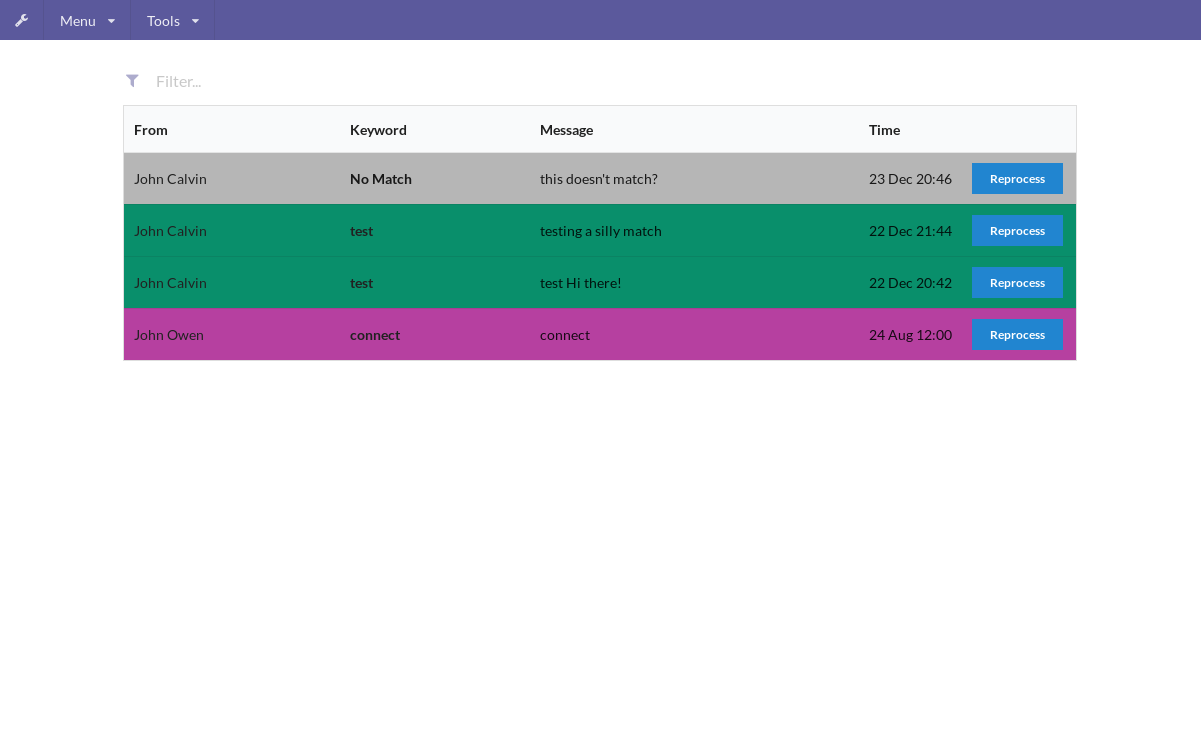 Menu Tools
Filter...
From Keyword Message Time
John Calvin No Match this doesn't match? 23 Dec 20:46 Reprocess
John Calvin test testing a silly match 22 Dec 21:44 Reprocess
John Calvin test test Hi there! 22 Dec 20:42 Reprocess
John Owen connect connect 24 Aug 12:00 Reprocess